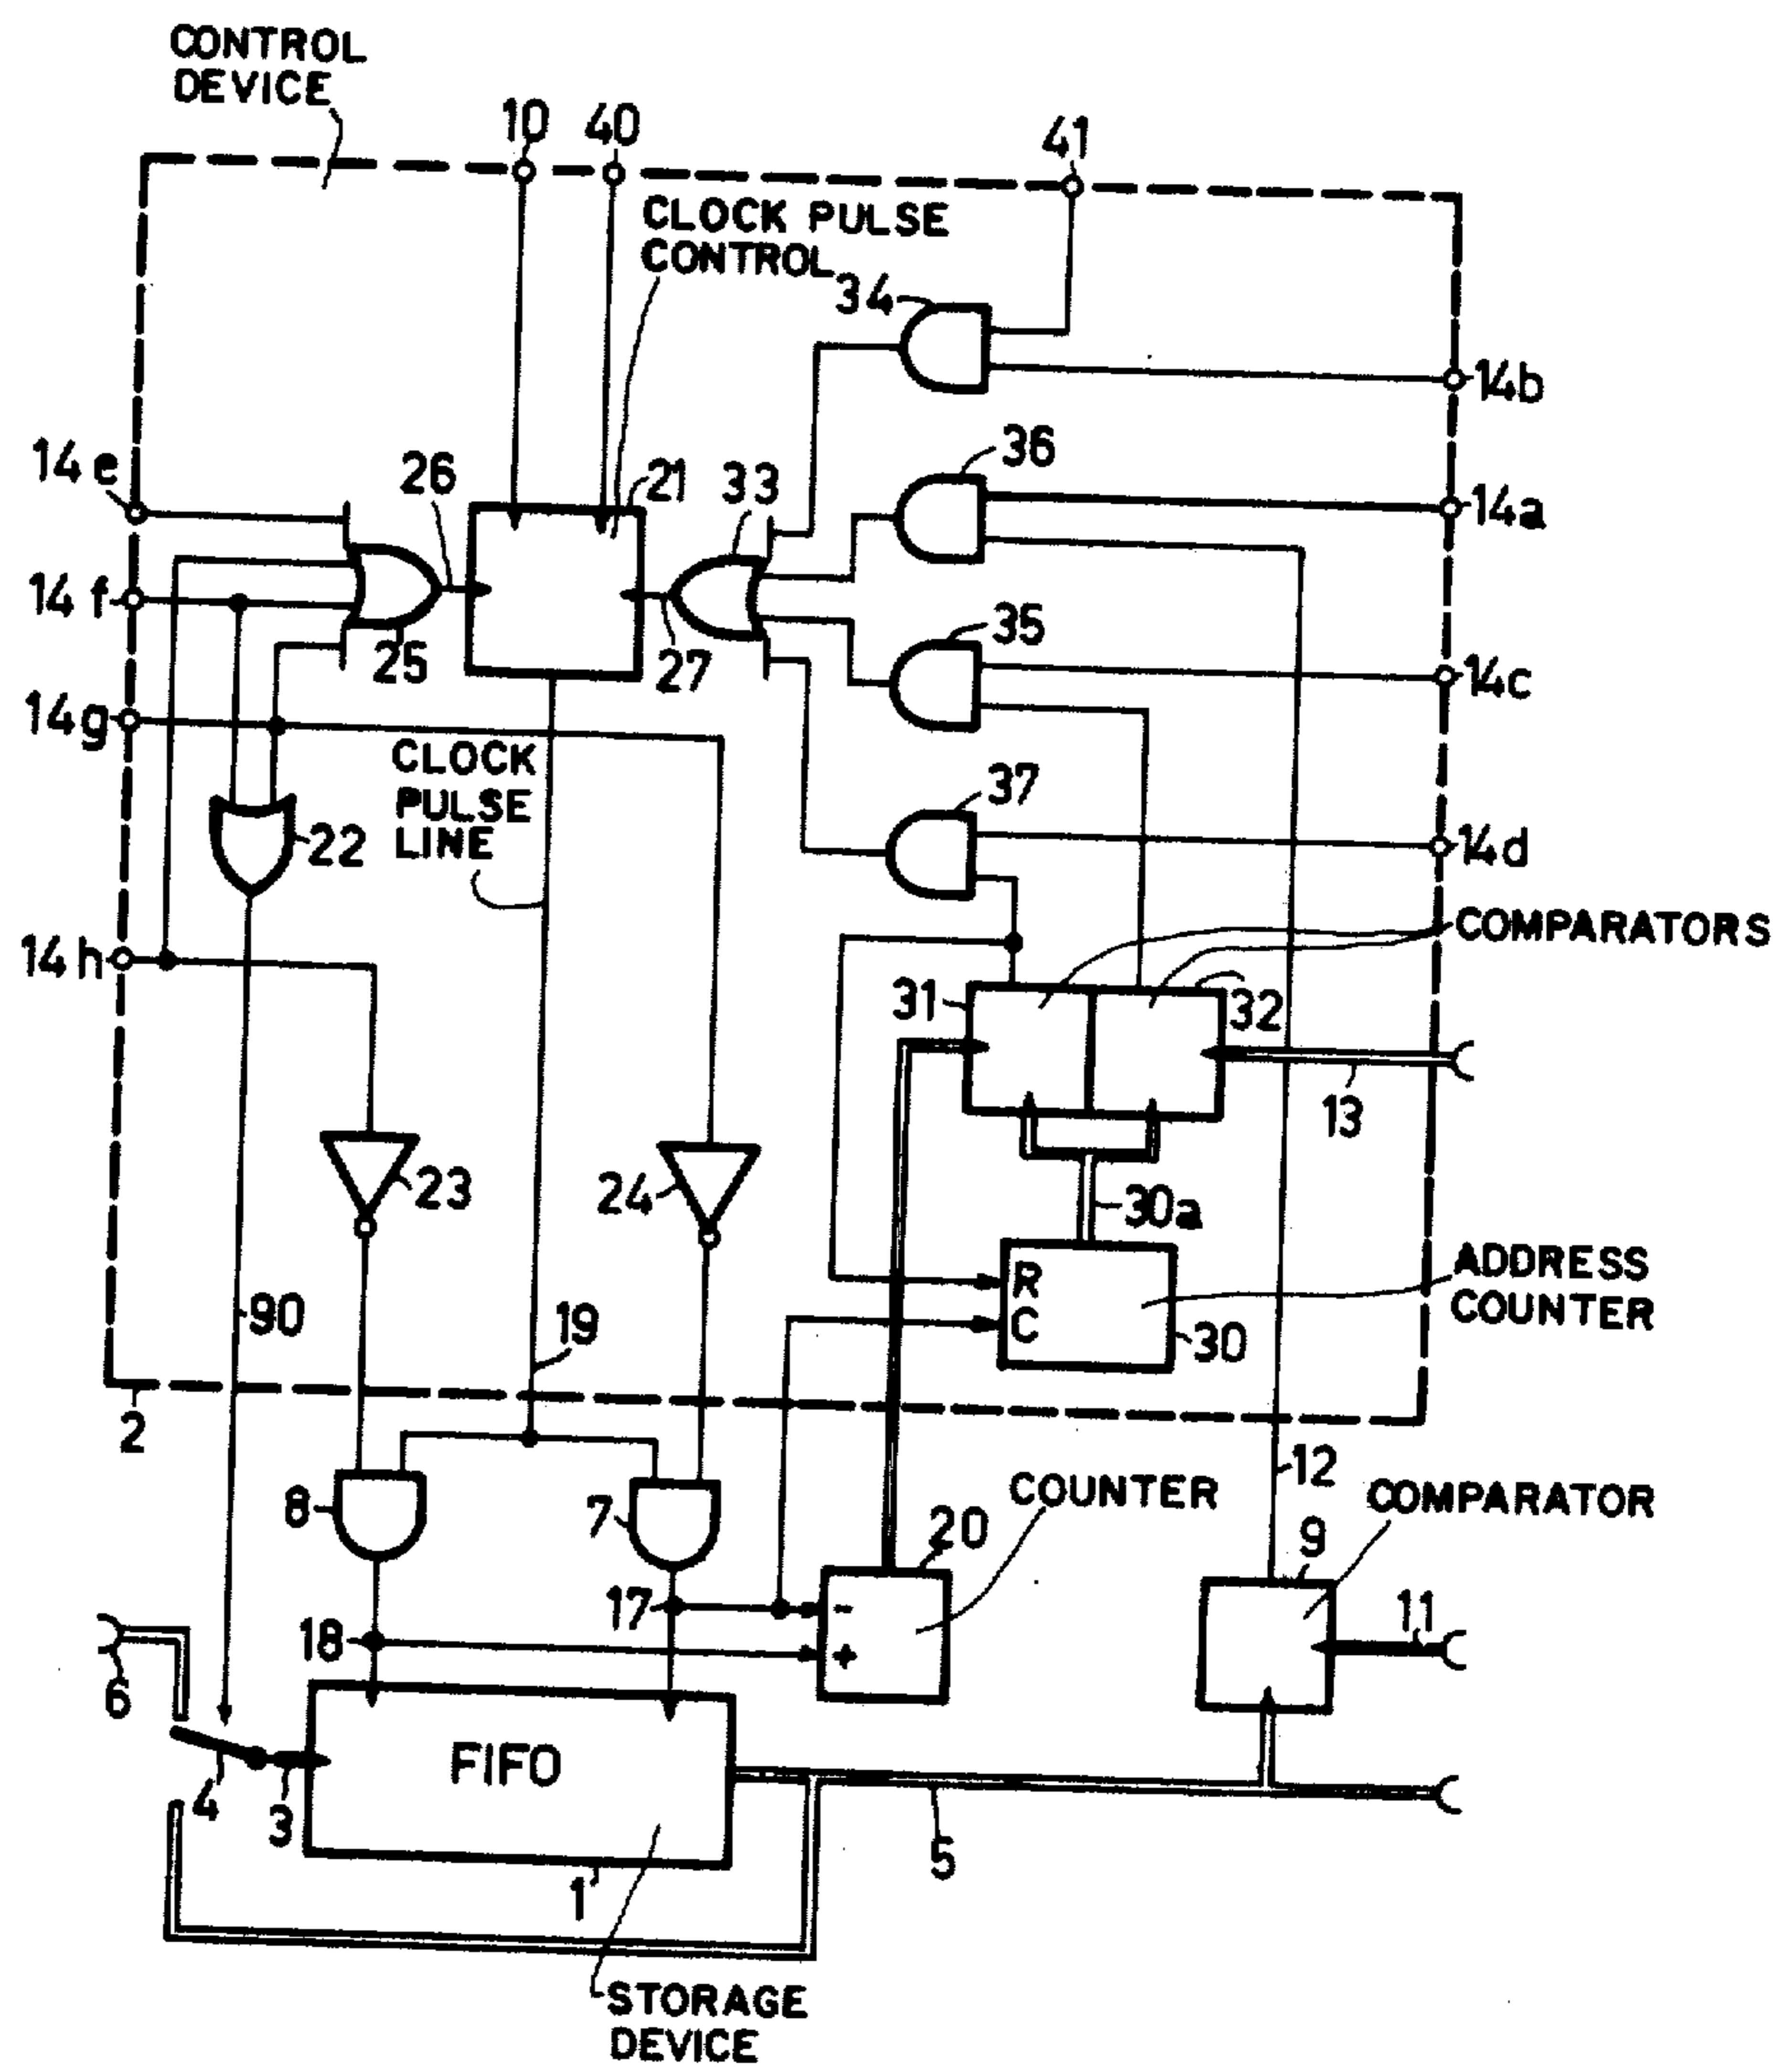 CONTROL
DEVICE
10
40
41
CLOCK PULSE
CONTROL
34
14b
14e
26
21
33
36
14a
14f
25
27
35
14c
14g
CLOCK
PULSE
LINE
22
37
14d
14h
COMPARATORS
31
32
13
23
24
30a
R
C
30
ADDRESS
COUNTER
90
19
2
12
8
7
COUNTER
20
COMPARATOR
9
17
-
11
18
+
6
FIFO
4
3
5
1
STORAGE
DEVICE